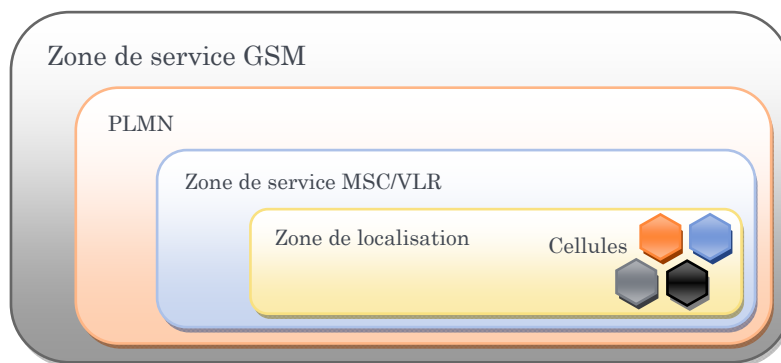 Zone de service GSM
PLMN
Zone de service MSC/VLR
Zone de localisation
Cellules